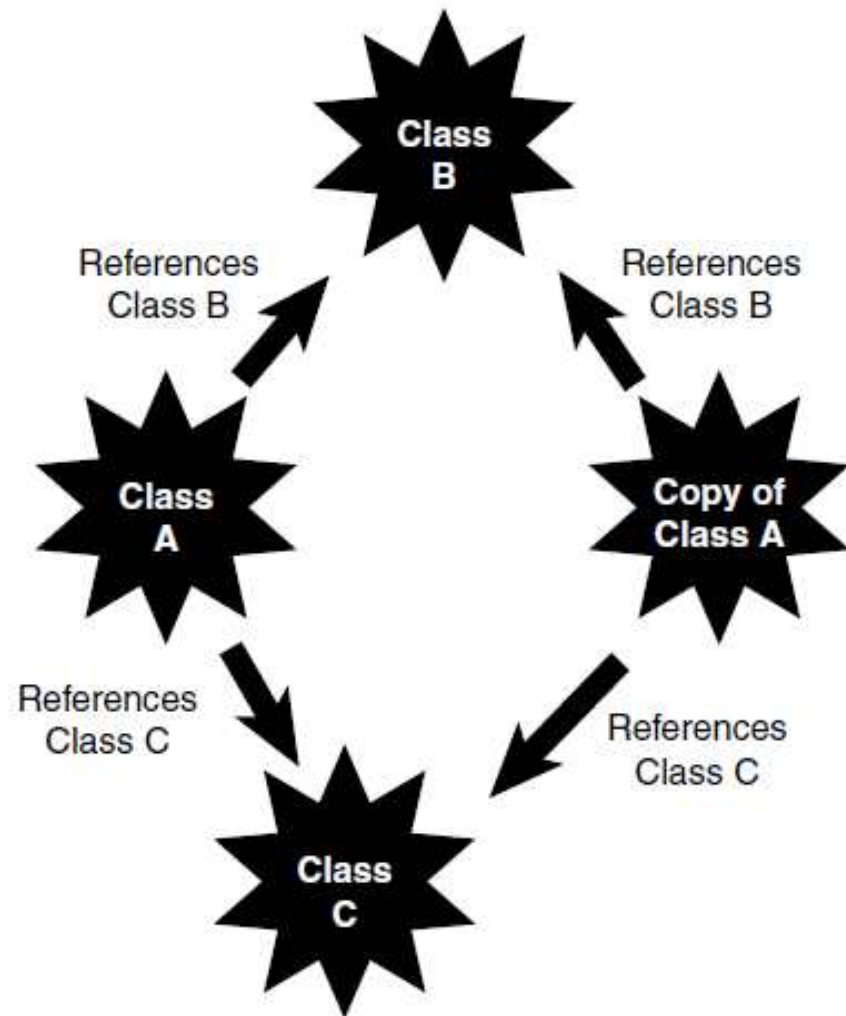 Class
B
References
Class B
References
Class B
Class
A
Copy of
Class A
References
Class C
References
Class C
Class
C